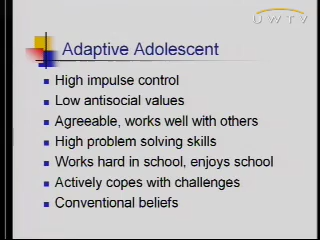 UWTV
Adaptive Adolescent
High impulse control
Low antisocial values
Agreeable, works well with others
High problem solving skills
Works hard in school, enjoys school
Actively copes with challenges
Conventional beliefs